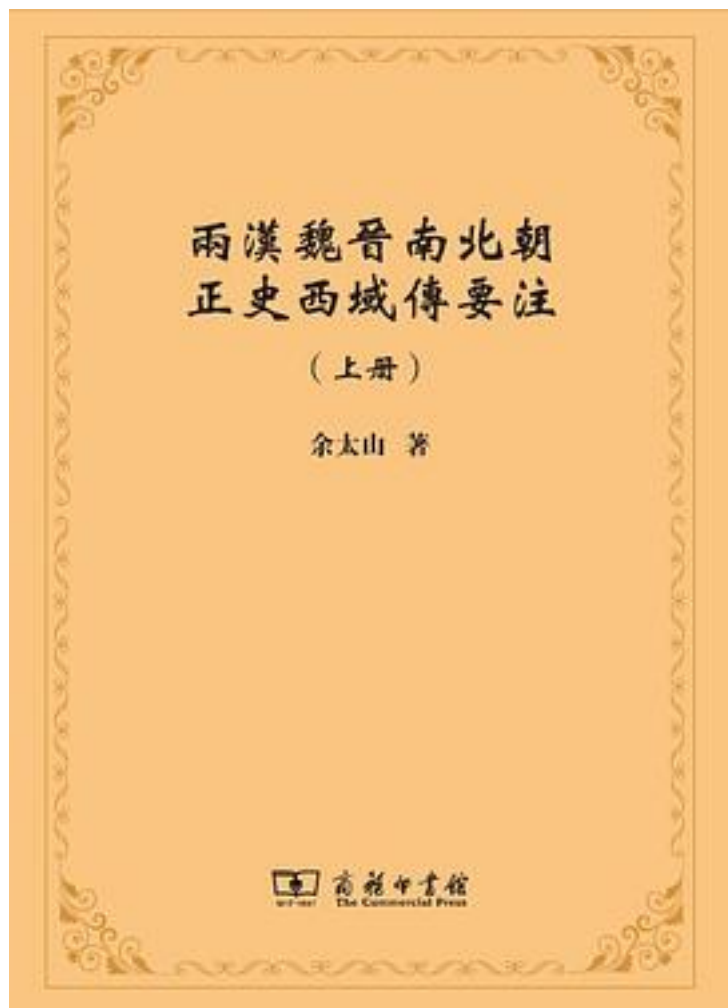 兩漢魏晉南北朝
正史西域傳要注
（上册）
余太山 著
商務印書館
The Commercial Press